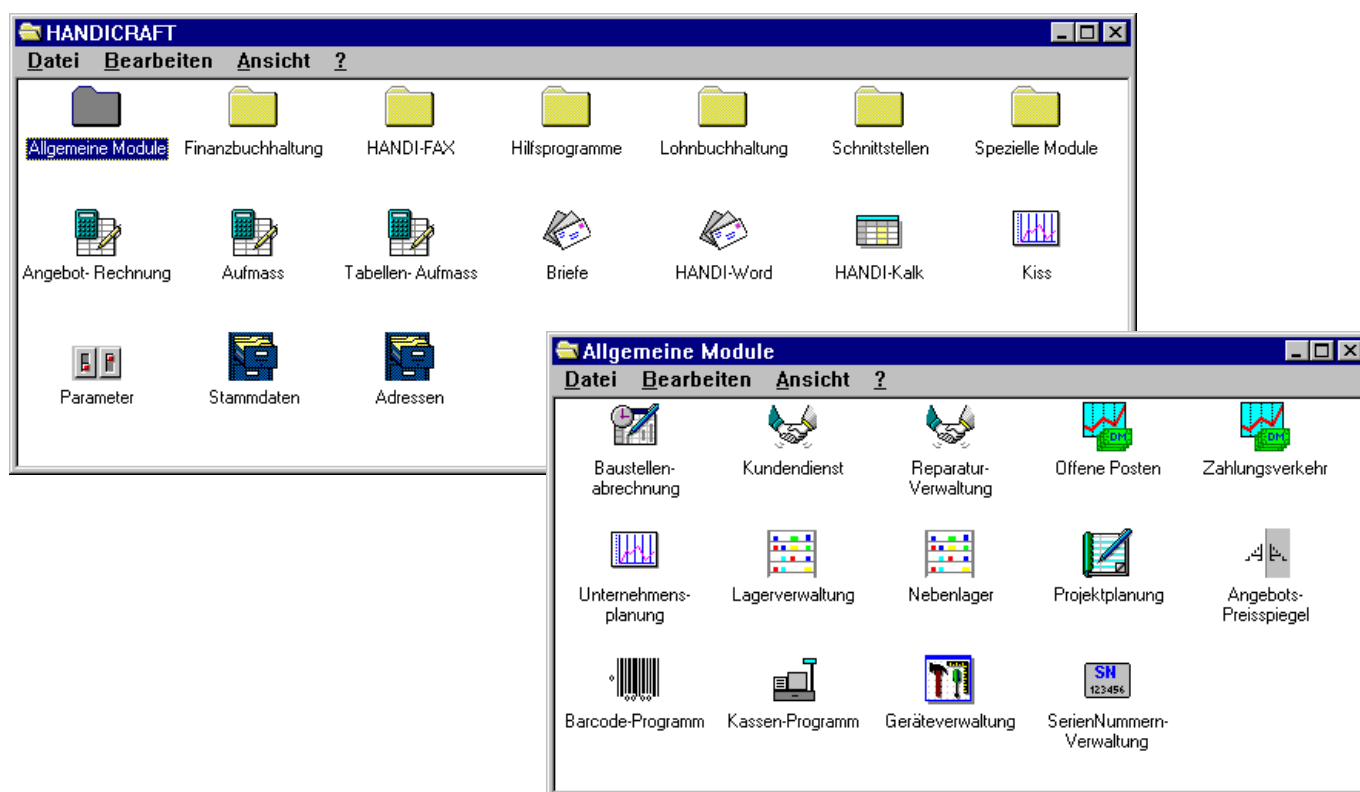 HANDICRAFT
Datei Bearbeiten Ansicht ?
Allgemeine Module Finanzbuchhaltung HANDI-FAX Hilfsprogramme Lohnbuchhaltung Schnittstellen Spezielle Module
Angebot- Rechnung Aufmass Tabellen- Aufmass Briefe HANDI-Word HANDI-Kalk Kiss
Parameter Stammdaten Adressen
Allgemeine Module
Datei Bearbeiten Ansicht ?
DM DM
Baustellen- Kundendienst Reparatur- Offene Posten Zahlungsverkehr
abrechnung Verwaltung
Unternehmens- Lagerverwaltung Nebenlager Projektplanung Angebots-
planung Preisspiegel
SN
123456
Barcode-Programm Kassen-Programm Geräteverwaltung SerienNummern-
Verwaltung